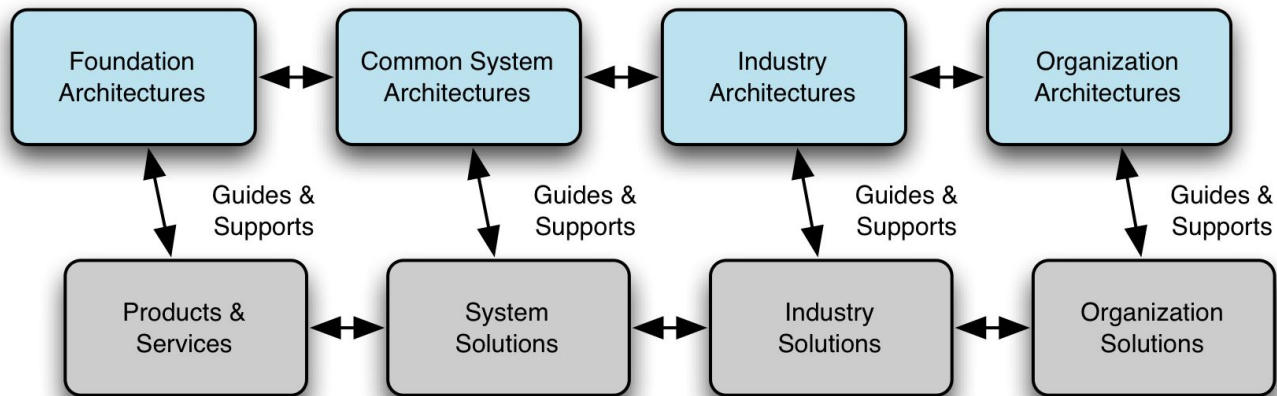 Foundation
Architectures
Common System
Architectures
Industry
Architectures
Organization
Architectures
Guides &
Supports
Guides &
Supports
Guides &
Supports
Guides &
Supports
Products &
Services
System
Solutions
Industry
Solutions
Organization
Solutions